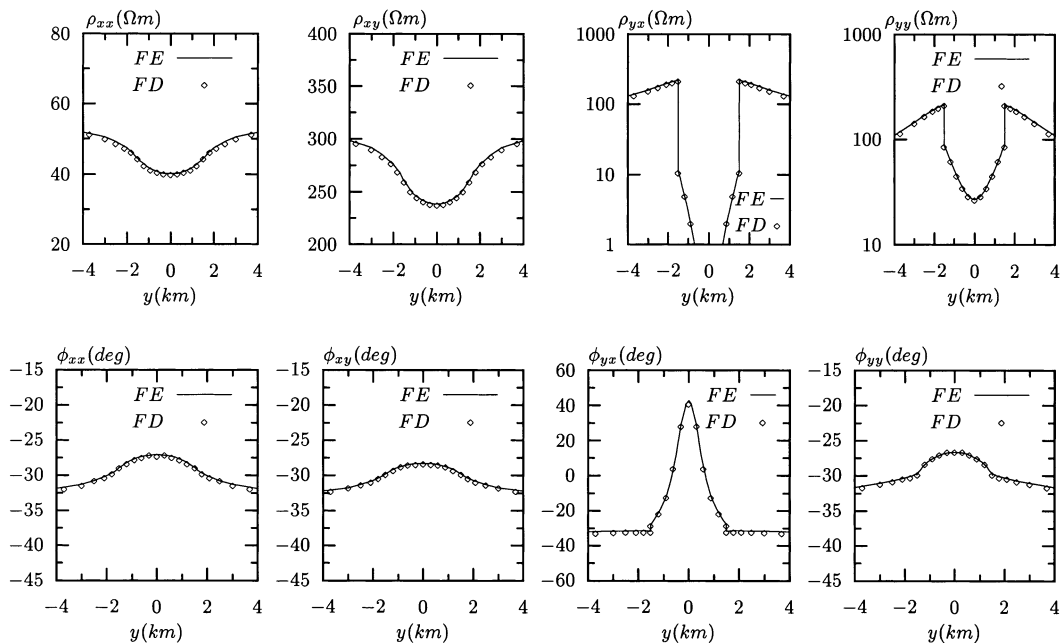 ρxx(Ωm)
80
60
40
20
FE
FD
−4 −2 0 2 4
y(km)
ρxy(Ωm)
400
350
300
250
200
FE
FD
−4 −2 0 2 4
y(km)
ρyx(Ωm)
1000
100
10
1
FE
FD
−4 −2 0 2 4
y(km)
ρyy(Ωm)
1000
100
10
FE
FD
−4 −2 0 2 4
y(km)
ϕxx(deg)
−15
−20
−25
−30
−35
−40
−45
FE
FD
−4 −2 0 2 4
y(km)
ϕxy(deg)
−15
−20
−25
−30
−35
−40
−45
FE
FD
−4 −2 0 2 4
y(km)
ϕyx(deg)
60
40
20
0
−20
−40
−60
FE
FD
−4 −2 0 2 4
y(km)
ϕyy(deg)
−15
−20
−25
−30
−35
−40
−45
FE
FD
−4 −2 0 2 4
y(km)